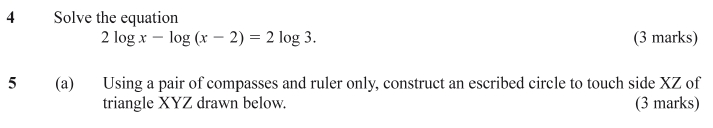 4 Solve the equation
2 log x − log (x − 2) = 2 log 3. (3 marks)
5 (a) Using a pair of compasses and ruler only, construct an escribed circle to touch side XZ of
triangle XYZ drawn below. (3 marks)